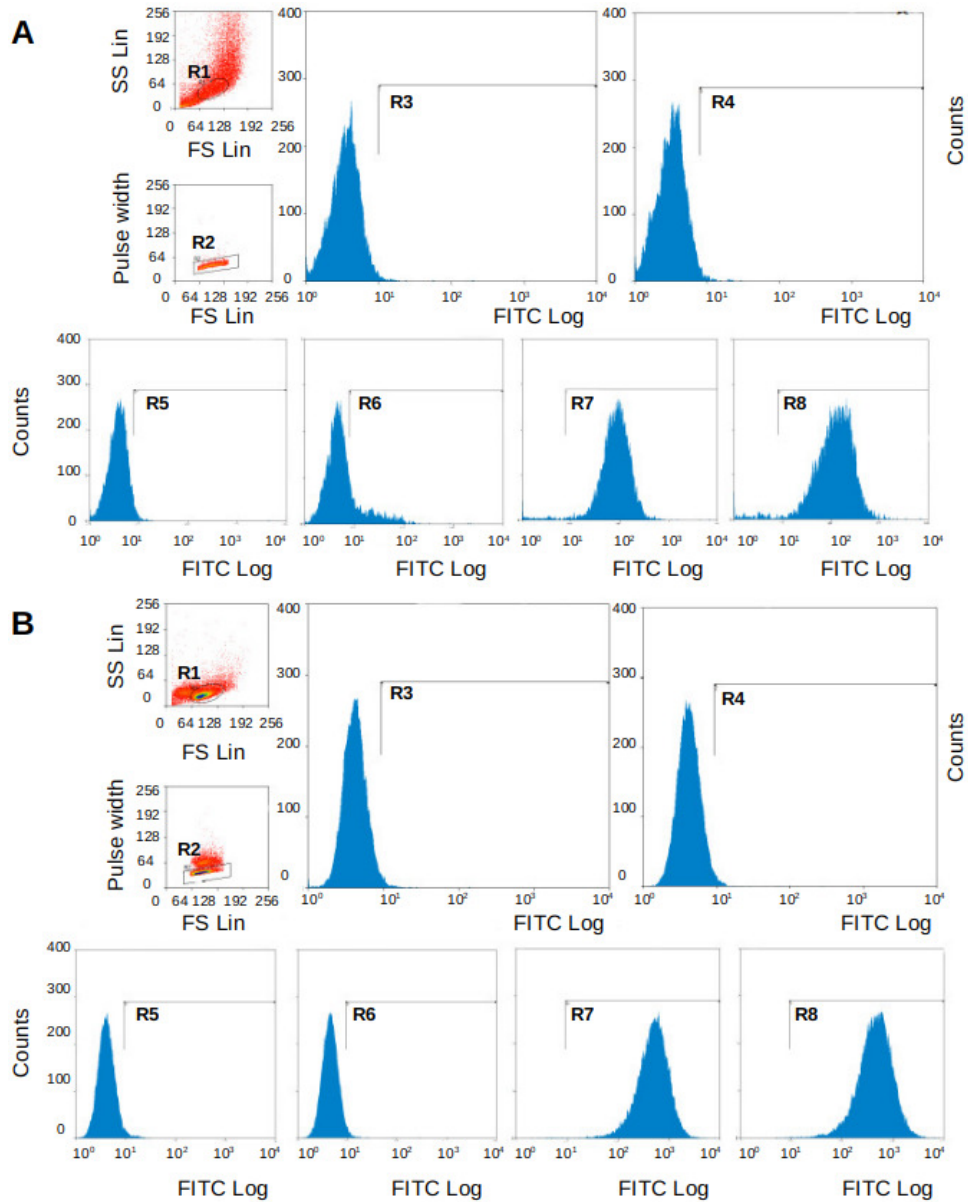 A
SS Lin
256
192
128
64
0
R1
0 64 128 192 256
FS Lin
Pulse width
256
192
128
64
0
R2
0 64 128 192 256
FS Lin
400
300
200
100
0
R3
10⁰ 10¹ 10² 10³ 10⁴
FITC Log
400
300
200
100
0
R4
10⁰ 10¹ 10² 10³ 10⁴
FITC Log
Counts
Counts
400
300
200
100
0
R5
10⁰ 10¹ 10² 10³ 10⁴
FITC Log
R6
10⁰ 10¹ 10² 10³ 10⁴
FITC Log
R7
10⁰ 10¹ 10² 10³ 10⁴
FITC Log
R8
10⁰ 10¹ 10² 10³ 10⁴
FITC Log
B
SS Lin
256
192
128
64
0
R1
0 64 128 192 256
FS Lin
Pulse width
256
192
128
64
0
R2
0 64 128 192 256
FS Lin
400
300
200
100
0
R3
10⁰ 10¹ 10² 10³ 10⁴
FITC Log
400
300
200
100
0
R4
10⁰ 10¹ 10² 10³ 10⁴
FITC Log
Counts
Counts
400
300
200
100
0
R5
10⁰ 10¹ 10² 10³ 10⁴
FITC Log
R6
10⁰ 10¹ 10² 10³ 10⁴
FITC Log
R7
10⁰ 10¹ 10² 10³ 10⁴
FITC Log
R8
10⁰ 10¹ 10² 10³ 10⁴
FITC Log